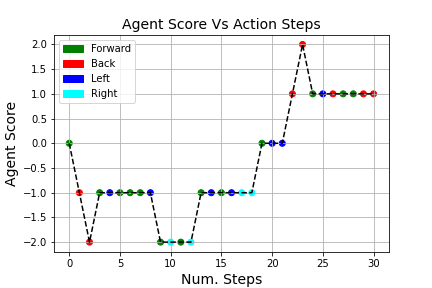 Agent Score Vs Action Steps
Agent Score
2.0
1.5
1.0
0.5
0.0
−0.5
−1.0
−1.5
−2.0
Forward
Back
Left
Right
0 5 10 15 20 25 30
Num. Steps